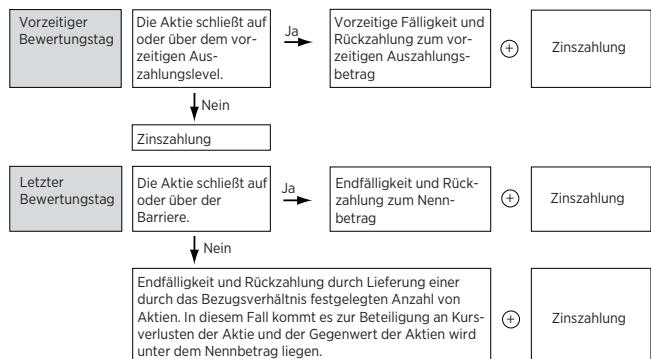 Vorzeitiger
Bewertungstag
Die Aktie schließt auf
oder über dem vor-
zeitigen Aus-
zahlungslevel.
Ja
Vorzeitige Fälligkeit und
Rückzahlung zum vor-
zeitigen Auszahlungs-
betrag
+
Zinszahlung
Nein
Zinszahlung
Letzter
Bewertungstag
Die Aktie schließt auf
oder über der
Barriere.
Ja
Endfälligkeit und Rück-
zahlung zum Nenn-
betrag
+
Zinszahlung
Nein
Endfälligkeit und Rückzahlung durch Lieferung einer
durch das Bezugsverhältnis festgelegten Anzahl von
Aktien. In diesem Fall kommt es zur Beteiligung an Kurs-
verlusten der Aktie und der Gegenwert der Aktien wird
unter dem Nennbetrag liegen.
+
Zinszahlung